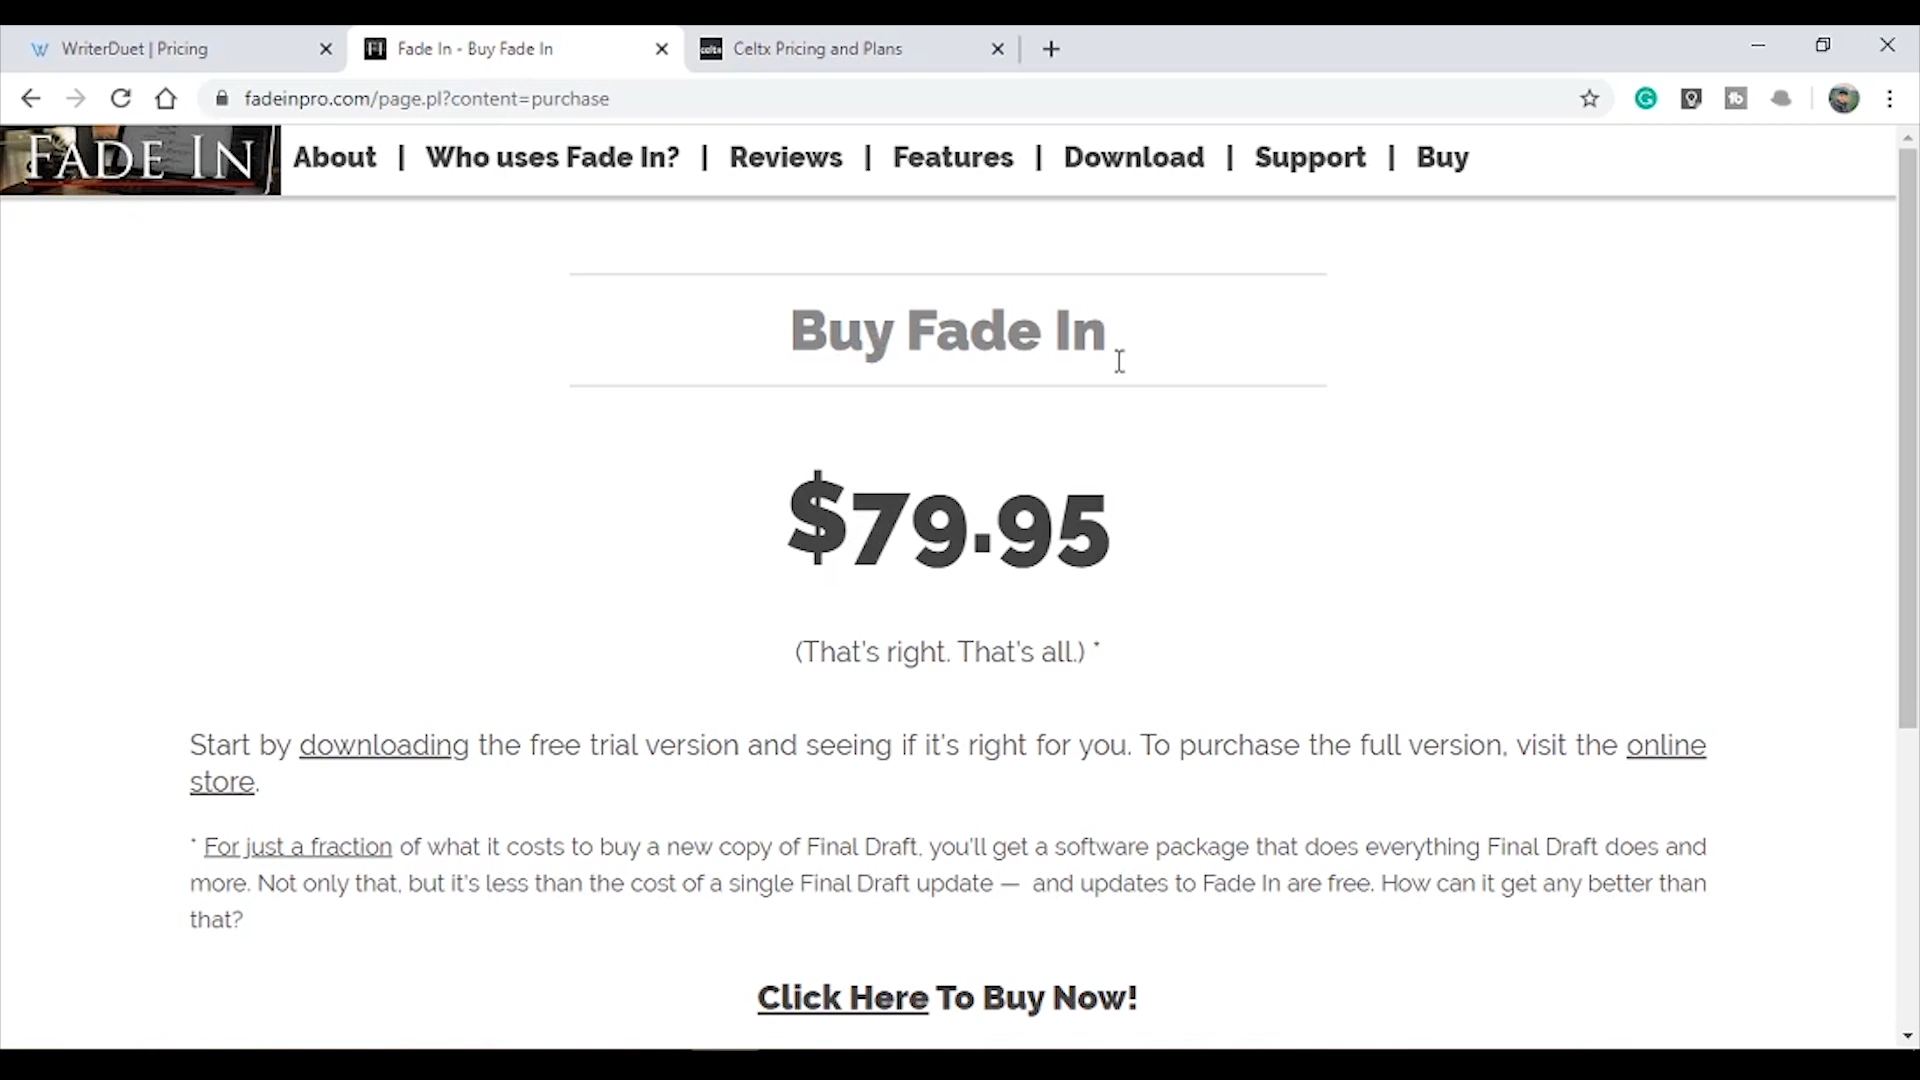 WriterDuet | Pricing
Fade In - Buy Fade In
Celtx Pricing and Plans
fadeinpro.com/page.pl?content=purchase
FADE IN
About | Who uses Fade In? | Reviews | Features | Download | Support | Buy
Buy Fade In
$79.95
(That's right. That's all.) *
Start by downloading the free trial version and seeing if it's right for you. To purchase the full version, visit the online
store.
* For just a fraction of what it costs to buy a new copy of Final Draft, you'll get a software package that does everything Final Draft does and
more. Not only that, but it's less than the cost of a single Final Draft update — and updates to Fade In are free. How can it get any better than
that?
Click Here To Buy Now!